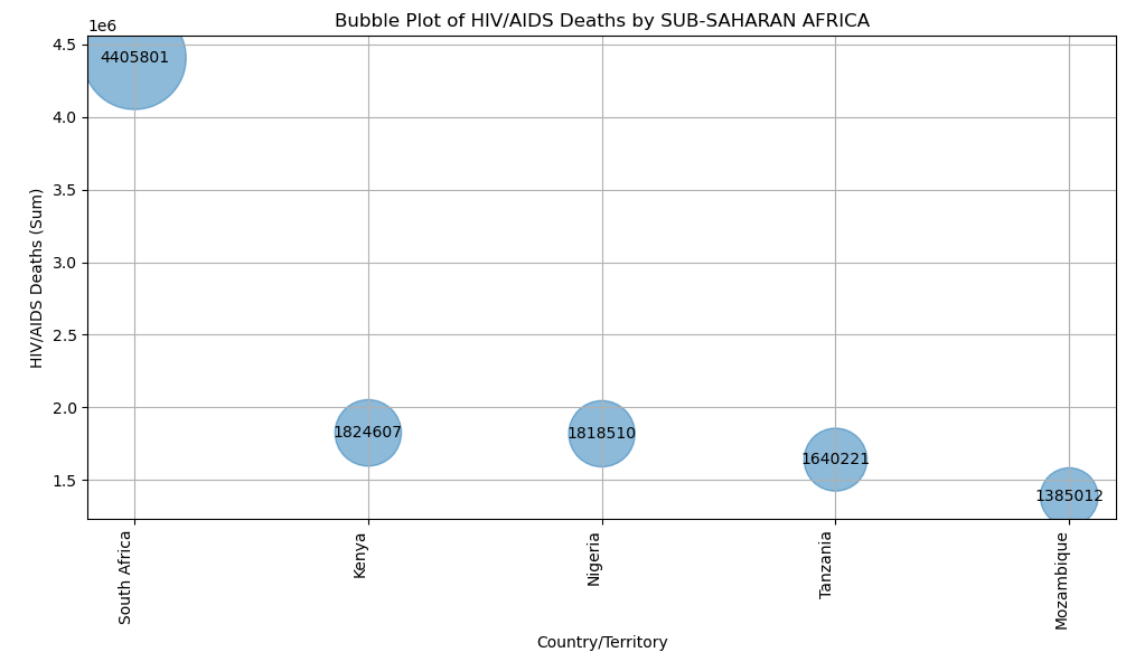 Bubble Plot of HIV/AIDS Deaths by SUB-SAHARAN AFRICA
1e6
4.5
4.0
3.5
3.0
2.5
2.0
1.5
HIV/AIDS Deaths (Sum)
4405801
1824607
1818510
1640221
1385012
South Africa
Kenya
Nigeria
Tanzania
Mozambique
Country/Territory